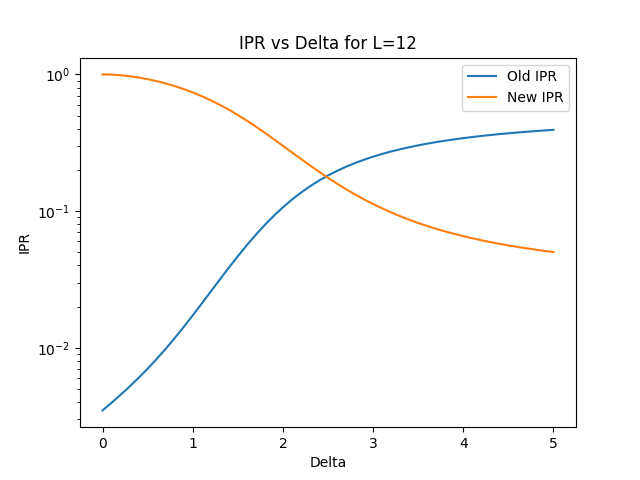 IPR vs Delta for L=12
Old IPR
New IPR
10⁰
10⁻¹
10⁻²
IPR
0 1 2 3 4 5
Delta